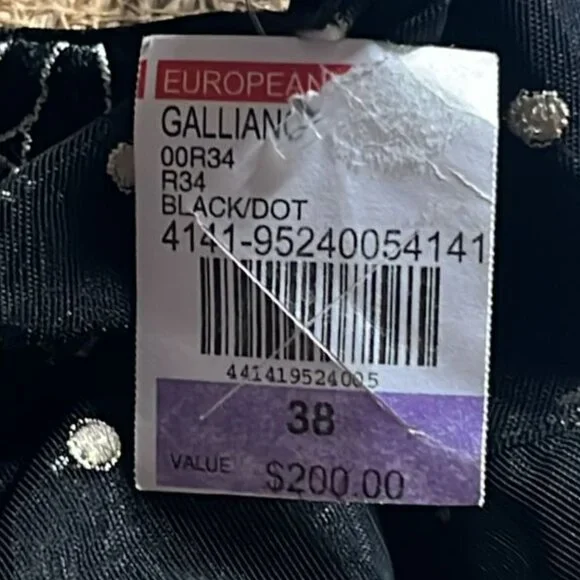 EUROPEAN
GALLIANO
00R34
R34
BLACK/DOT
4141-95240054141
441419524005
38
VALUE $200.00